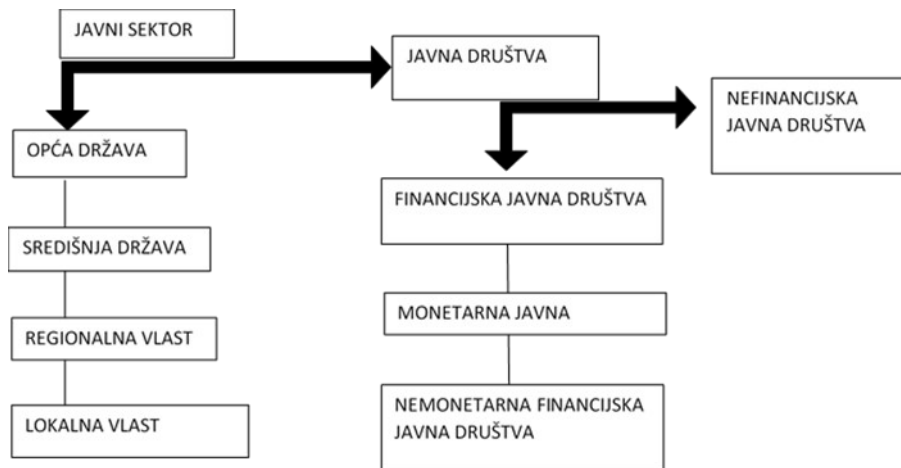 JAVNI SEKTOR
JAVNA DRUŠTVA
NEFINANCIJSKA
JAVNA DRUŠTVA
OPĆA DRŽAVA
FINANCIJSKA JAVNA DRUŠTVA
SREDIŠNJA DRŽAVA
MONETARNA JAVNA
REGIONALNA VLAST
NEMONETARNA FINANCIJSKA
JAVNA DRUŠTVA
LOKALNA VLAST